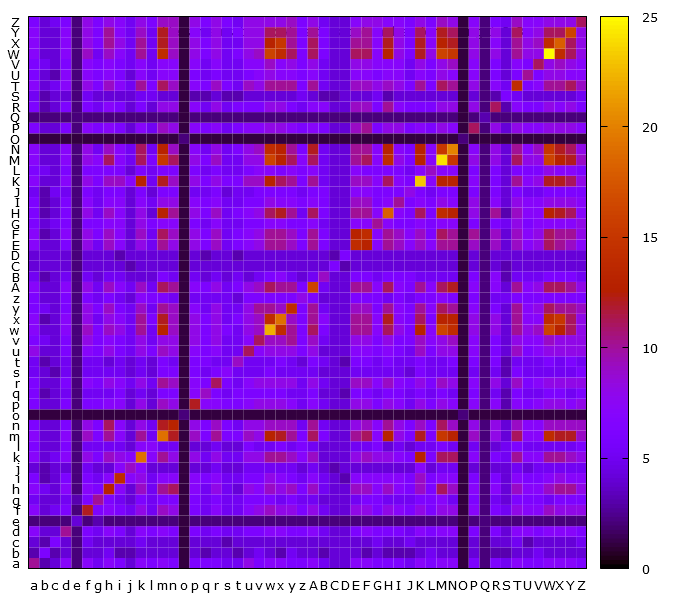 Z
Y
X
W
V
U
T
S
R
Q
P
O
N
M
L
K
J
I
H
G
F
E
D
C
B
A
z
y
x
w
v
u
t
s
r
q
p
o
n
m
l
k
j
i
h
g
f
e
d
c
b
a
a b c d e f g h i j k l m n o p q r s t u v w x y z A B C D E F G H I J K L M N O P Q R S T U V W X Y Z
25
20
15
10
5
0